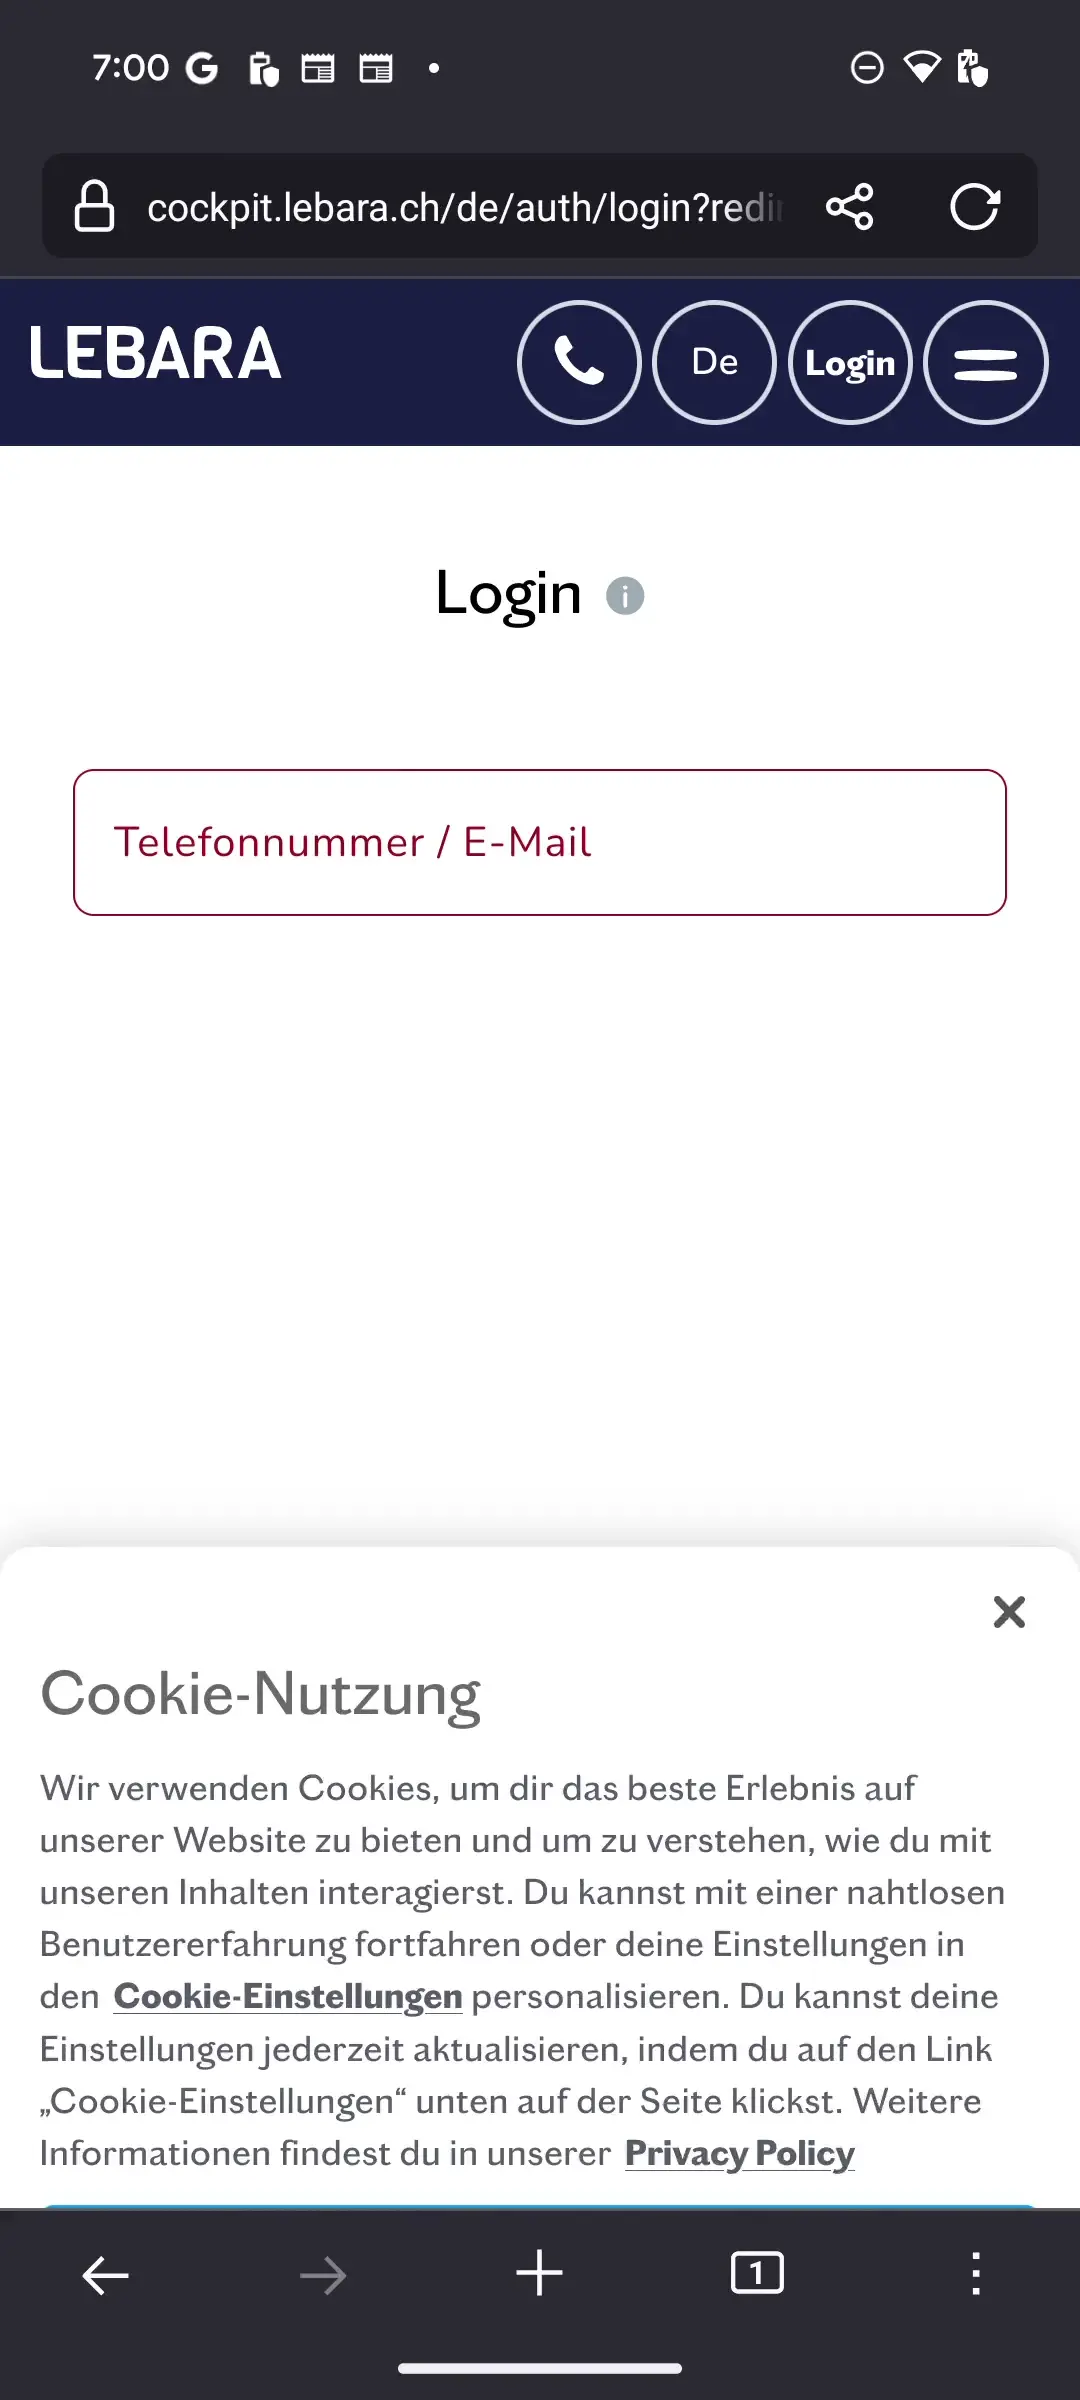 7:00
cockpit.lebara.ch/de/auth/login?redi
LEBARA
De
Login
Login
Telefonnummer / E-Mail
Cookie-Nutzung
Wir verwenden Cookies, um dir das beste Erlebnis auf
unserer Website zu bieten und um zu verstehen, wie du mit
unseren Inhalten interagierst. Du kannst mit einer nahtlosen
Benutzererfahrung fortfahren oder deine Einstellungen in
den Cookie-Einstellungen personalisieren. Du kannst deine
Einstellungen jederzeit aktualisieren, indem du auf den Link
„Cookie-Einstellungen“ unten auf der Seite klickst. Weitere
Informationen findest du in unserer Privacy Policy
1